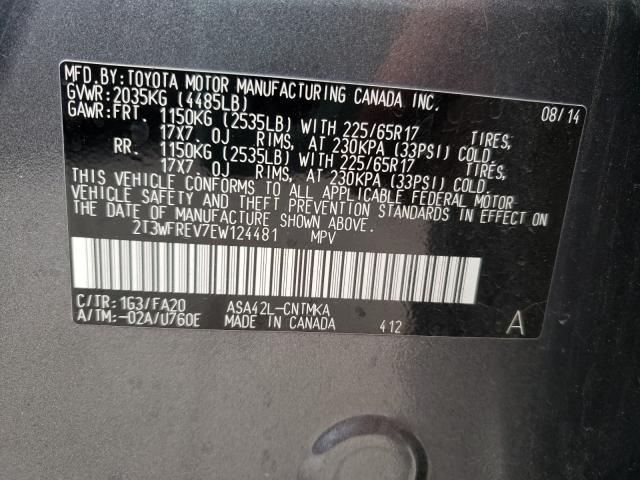 MFD.BY:TOYOTA MOTOR MANUFACTURING CANADA INC. 08/14
GVWR:2035KG (4485LB)
GAWR:FRT. 1150KG (2535LB) WITH 225/65R17 TIRES,
17X7.0J RIMS, AT 230KPA (33PSI) COLD.
RR. 1150KG (2535LB) WITH 225/65R17 TIRES,
17X7.0J RIMS, AT 230KPA (33PSI) COLD.
THIS VEHICLE CONFORMS TO ALL APPLICABLE FEDERAL MOTOR
VEHICLE SAFETY AND THEFT PREVENTION STANDARDS IN EFFECT ON
THE DATE OF MANUFACTURE SHOWN ABOVE.
2T3WFREV7EW124481 MPV
C/TR:1G3/FA20 ASA42L-CNTMKA
A/TM:-02A/U760E MADE IN CANADA 412 A